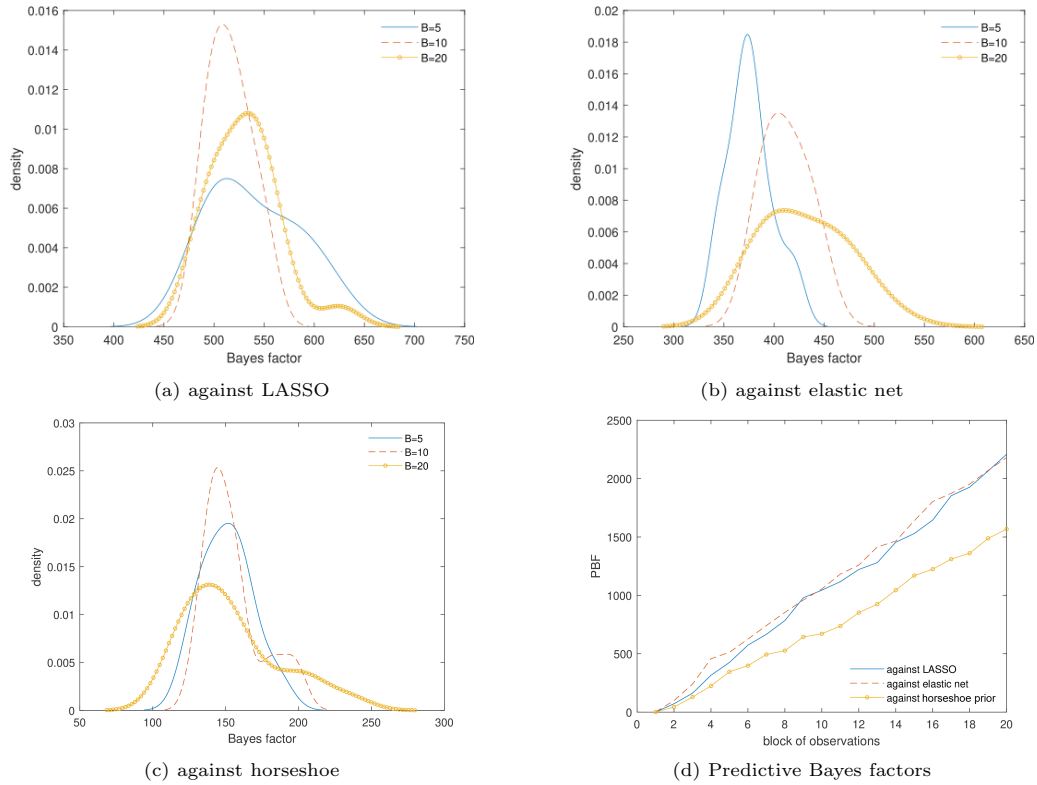 0.016
0.014
0.012
0.01
0.008
0.006
0.004
0.002
0
density
350 400 450 500 550 600 650 700 750
Bayes factor
B=5
B=10
B=20
(a) against LASSO
0.02
0.018
0.016
0.014
0.012
0.01
0.008
0.006
0.004
0.002
0
density
250 300 350 400 450 500 550 600 650
Bayes factor
B=5
B=10
B=20
(b) against elastic net
0.03
0.025
0.02
0.015
0.01
0.005
0
density
50 100 150 200 250 300
Bayes factor
B=5
B=10
B=20
(c) against horseshoe
2500
2000
1500
1000
500
0
PBF
0 2 4 6 8 10 12 14 16 18 20
block of observations
against LASSO
against elastic net
against horseshoe prior
(d) Predictive Bayes factors